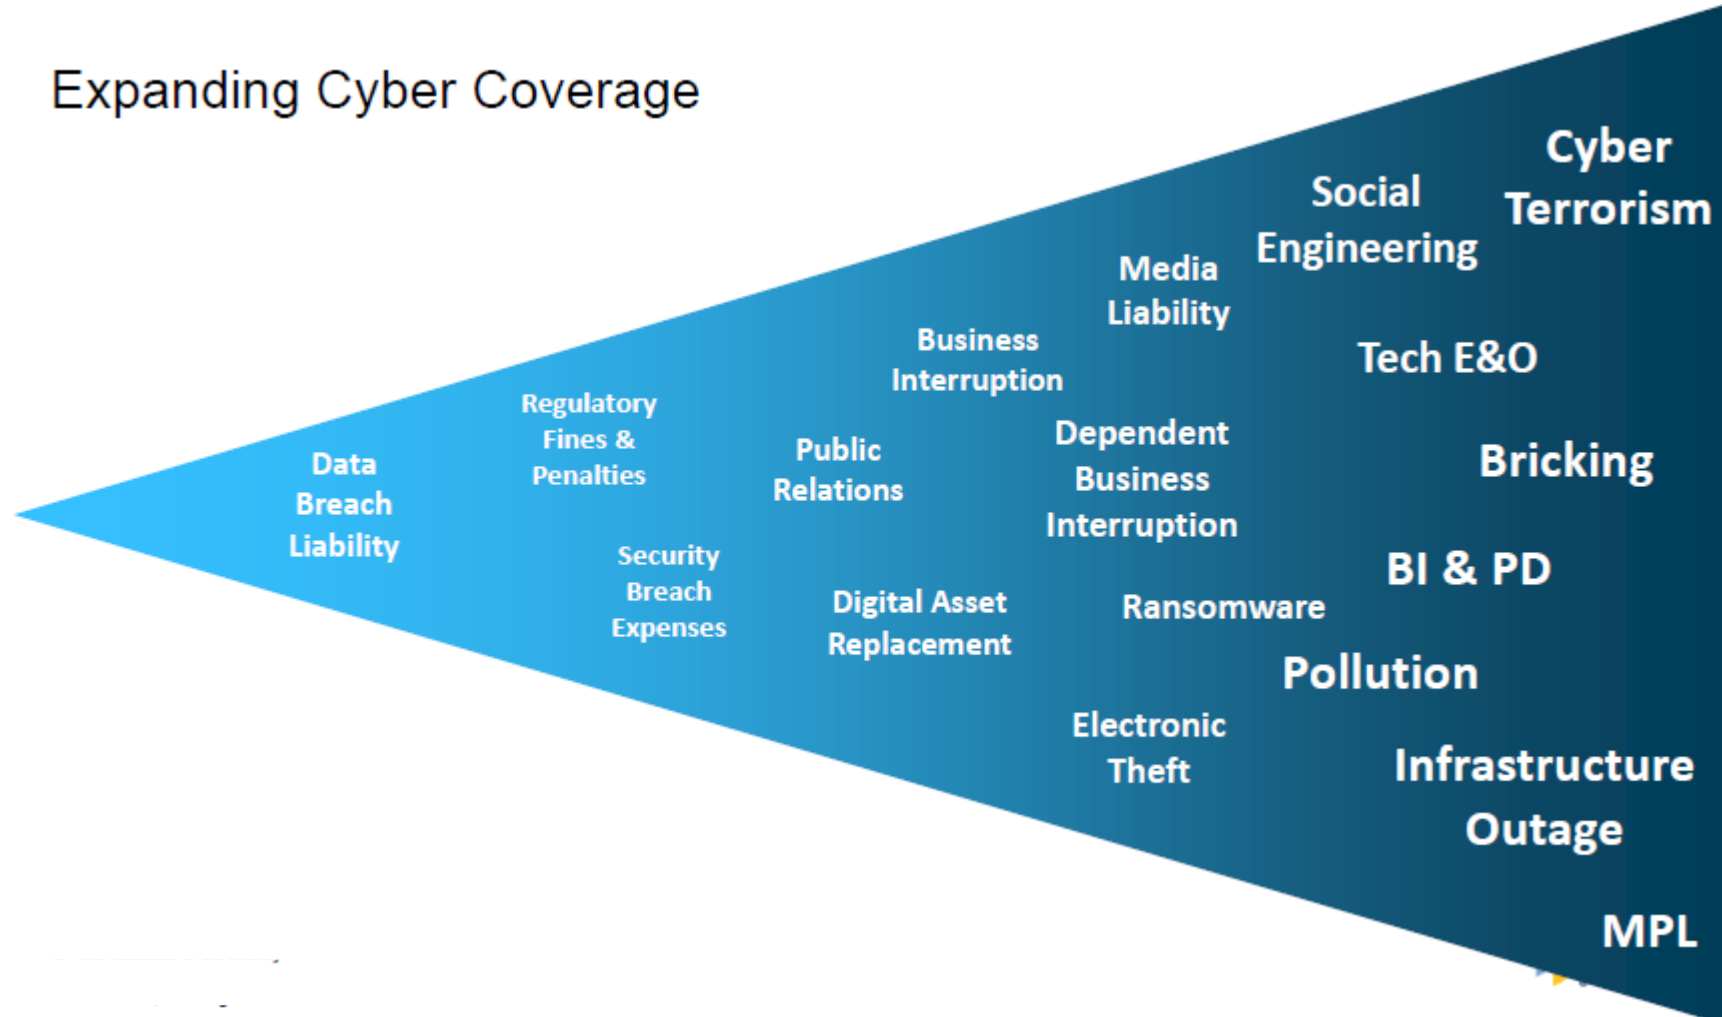 Expanding Cyber Coverage
Data
Breach
Liability
Regulatory
Fines &
Penalties
Security
Breach
Expenses
Public
Relations
Digital Asset
Replacement
Business
Interruption
Media
Liability
Dependent
Business
Interruption
Ransomware
Electronic
Theft
Social
Engineering
Cyber
Terrorism
Tech E&O
Bricking
BI & PD
Pollution
Infrastructure
Outage
MPL